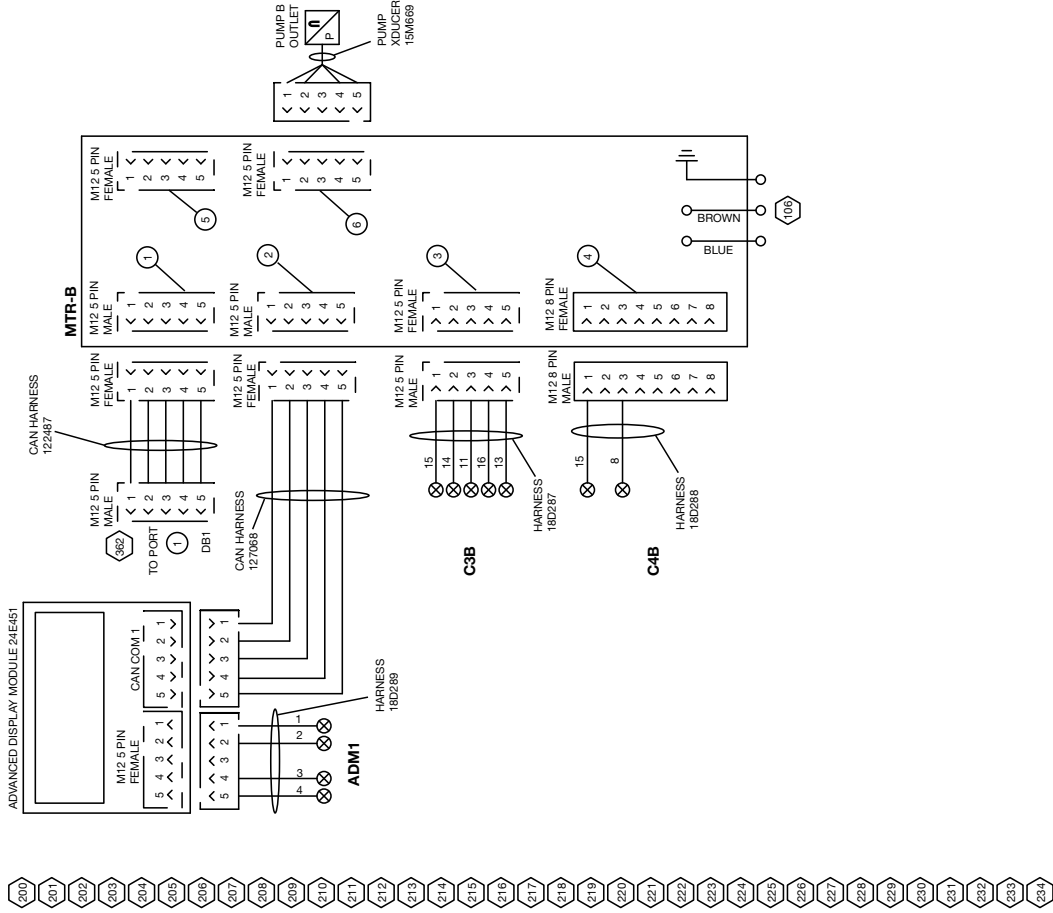 PUMP B
OUTLET
U
P
PUMP
XDUCER
15M669
1
2
3
4
5
MTR-B
M12 5 PIN
FEMALE
1
2
3
4
5
5
M12 5 PIN
FEMALE
1
2
3
4
5
6
M12 5 PIN
MALE
1
2
3
4
5
1
M12 5 PIN
MALE
1
2
3
4
5
2
M12 5 PIN
FEMALE
1
2
3
4
5
3
M12 8 PIN
FEMALE
1
2
3
4
5
6
7
8
4
BROWN
BLUE
106
CAN HARNESS
122487
M12 5 PIN
FEMALE
1
2
3
4
5
M12 5 PIN
MALE
1
2
3
4
5
362
TO PORT
1
DB1
M12 5 PIN
FEMALE
1
2
3
4
5
CAN HARNESS
127068
M12 5 PIN
MALE
1
2
3
4
5
15
14
11
16
13
HARNESS
18D287
C3B
M12 8 PIN
MALE
1
2
3
4
5
6
7
8
15
8
HARNESS
18D288
C4B
ADVANCED DISPLAY MODULE 24E451
CAN COM 1
5 4 3 2 1
5 4 3 2 1
M12 5 PIN
FEMALE
5 4 3 2 1
5 4 3 2 1
1
2
3
4
HARNESS
18D289
ADM1
200
201
202
203
204
205
206
207
208
209
210
211
212
213
214
215
216
217
218
219
220
221
222
223
224
225
226
227
228
229
230
231
232
233
234